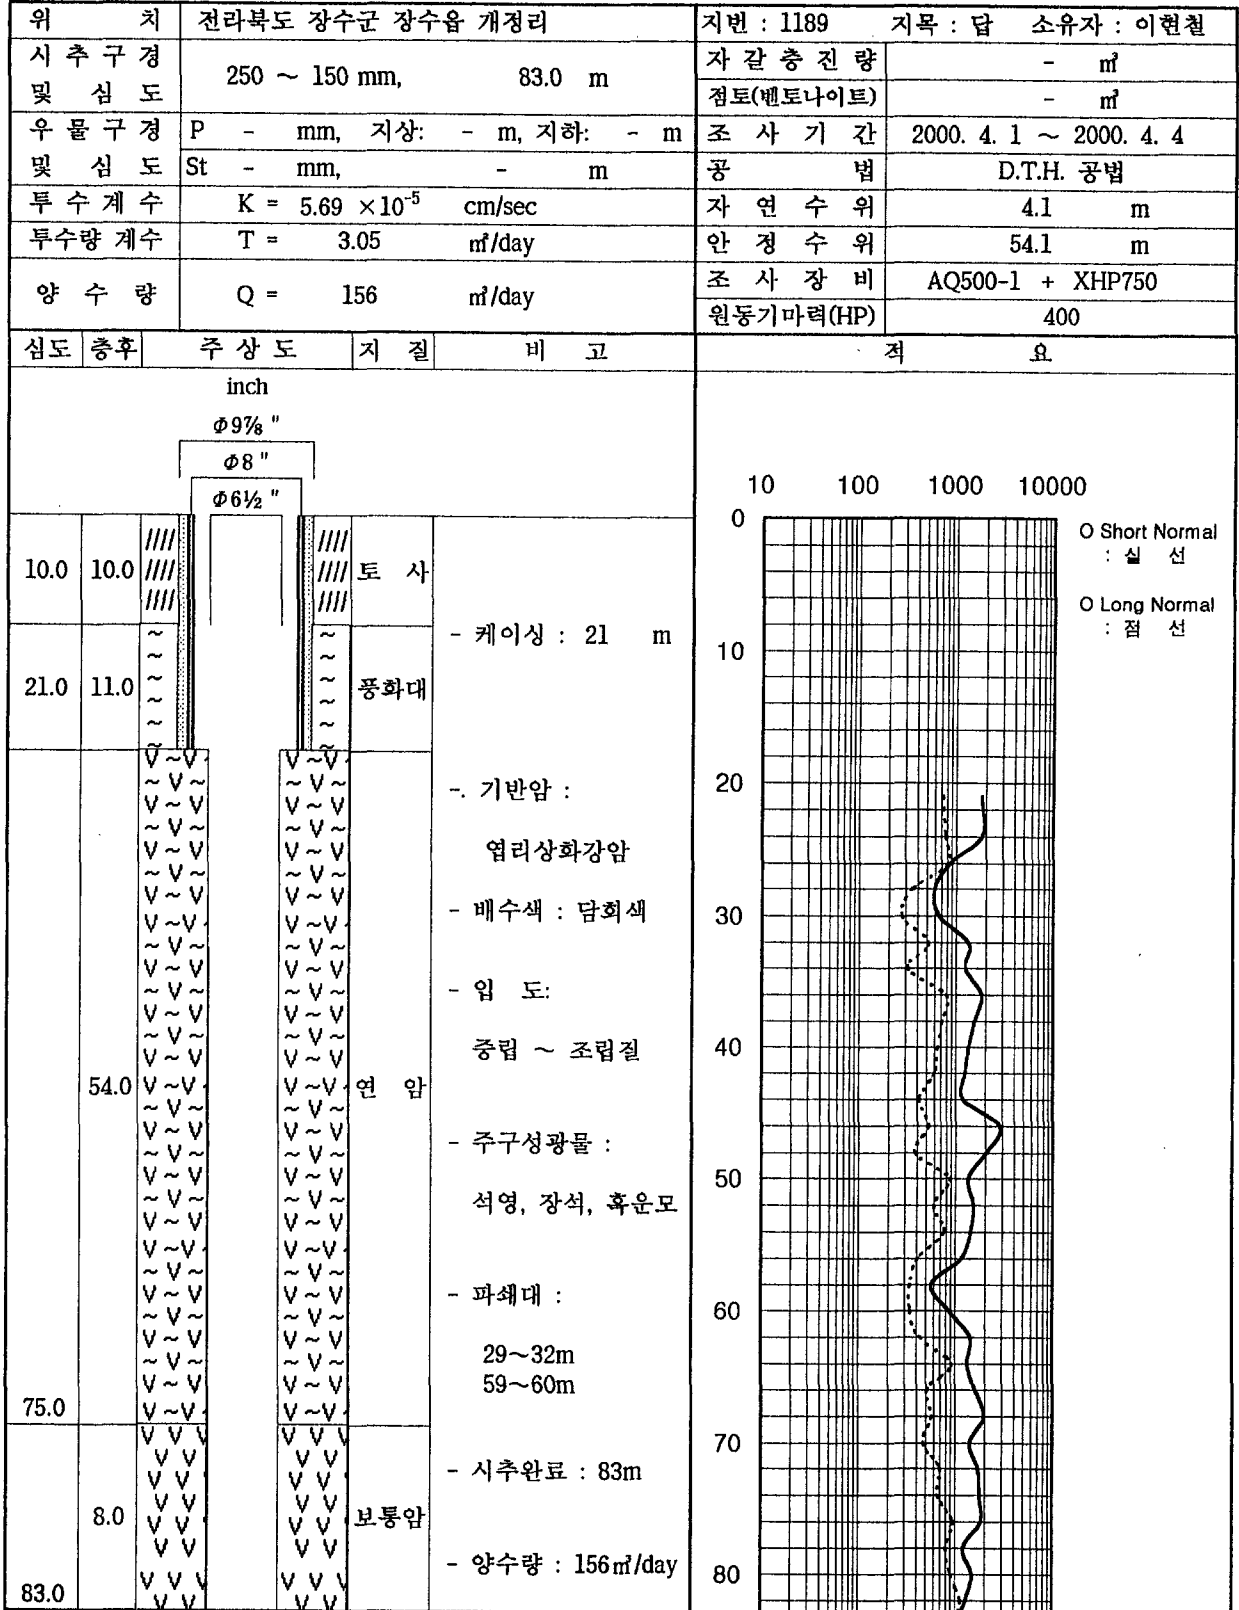 위 치 전라북도 장수군 장수읍 개정리 지번 : 1189 지목 : 답 소유자 : 이현철
시 추 구 경 및 심 도 250 ~ 150 mm, 83.0 m
자 갈 충 진 량 - ㎥
점토(벤토나이트) - ㎥
우 물 구 경 및 심 도 P - mm, 지상: - m, 지하: - m
St - mm, - m
조 사 기 간 2000. 4. 1 ~ 2000. 4. 4
공 법 D.T.H. 공법
투 수 계 수 K = 5.69 ×10⁻⁵ cm/sec
자 연 수 위 4.1 m
투수량 계수 T = 3.05 ㎡/day
안 정 수 위 54.1 m
양 수 량 Q = 156 ㎥/day
조 사 장 비 AQ500-1 + XHP750
원동기마력(HP) 400
심도 층후 주 상 도 지 질 비 고 적 요
inch
Φ9⅞ "
Φ8 "
Φ6½ "
10.0 10.0 토 사
- 케이싱 : 21 m
21.0 11.0 풍화대
-. 기반암 :
엽리상화강암
- 배수색 : 담회색
- 입 도:
중립 ~ 조립질
54.0 연 암
- 주구성광물 :
석영, 장석, 흑운모
- 파쇄대 :
29~32m
59~60m
75.0
- 시추완료 : 83m
8.0 보통암
- 양수량 : 156㎥/day
83.0
10 100 1000 10000
0
10
20
30
40
50
60
70
80
O Short Normal
: 실 선
O Long Normal
: 점 선